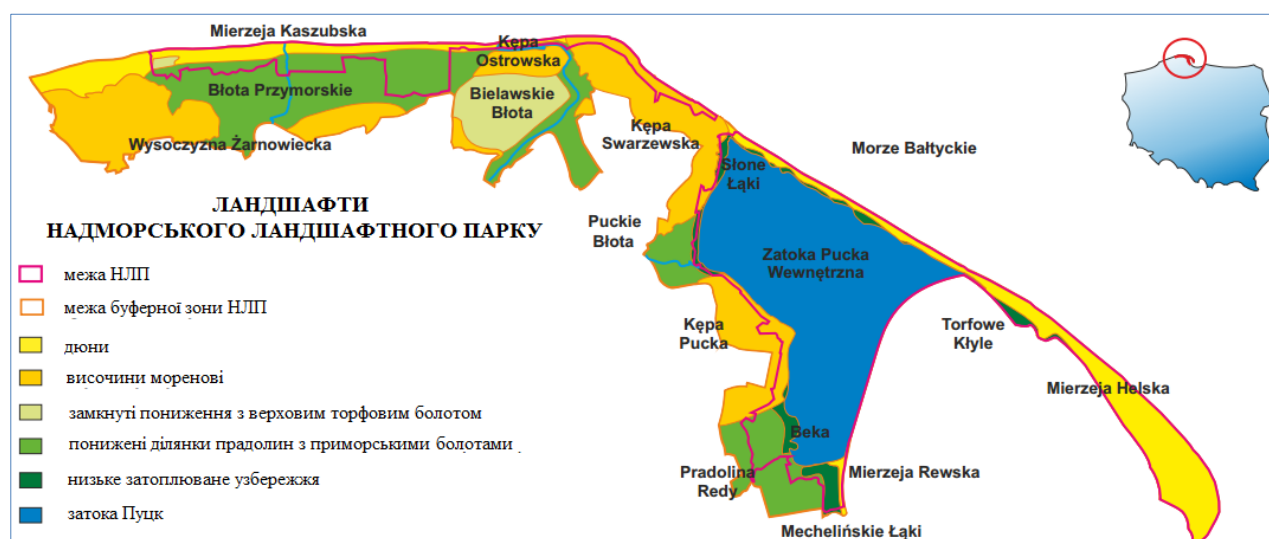 Mierzeja Kaszubska
Kępa
Ostrowska
Błota Przymorskie
Bielawskie
Błota
Wysoczyzna Żarnowiecka
Kępa
Swarzewska
Morze Bałtyckie
Słone
Łąki
ЛАНДШАФТИ
НАДМОРСЬКОГО ЛАНДШАФТНОГО ПАРКУ
Puckie
Błota
Zatoka Pucka
Wewnętrzna
межа НЛП
межа буферної зони НЛП
Kępa
Pucka
Torfowe
Kłyle
дюни
височини моренові
Mierzeja Helska
замкнуті пониження з верховим торфовим болотом
Beka
понижені ділянки прадолин з приморськими болотами
Pradolina
Redy
Mierzeja Rewska
низьке затоплюване узбережжя
затока Пуцк
Mechelińskie Łąki